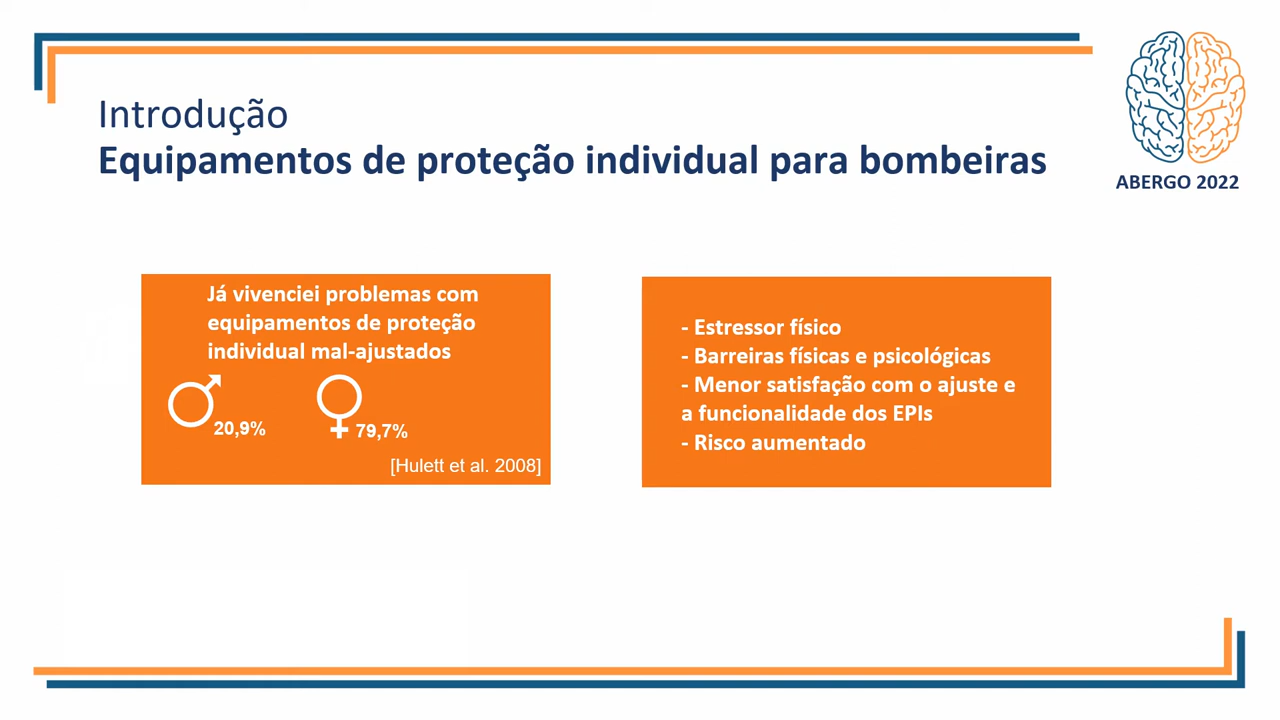 Introdução
Equipamentos de proteção individual para bombeiras
ABERGO 2022
Já vivenciei problemas com
equipamentos de proteção
individual mal-ajustados
20,9%
79,7%
[Hulett et al. 2008]
- Estressor físico
- Barreiras físicas e psicológicas
- Menor satisfação com o ajuste e
a funcionalidade dos EPIs
- Risco aumentado